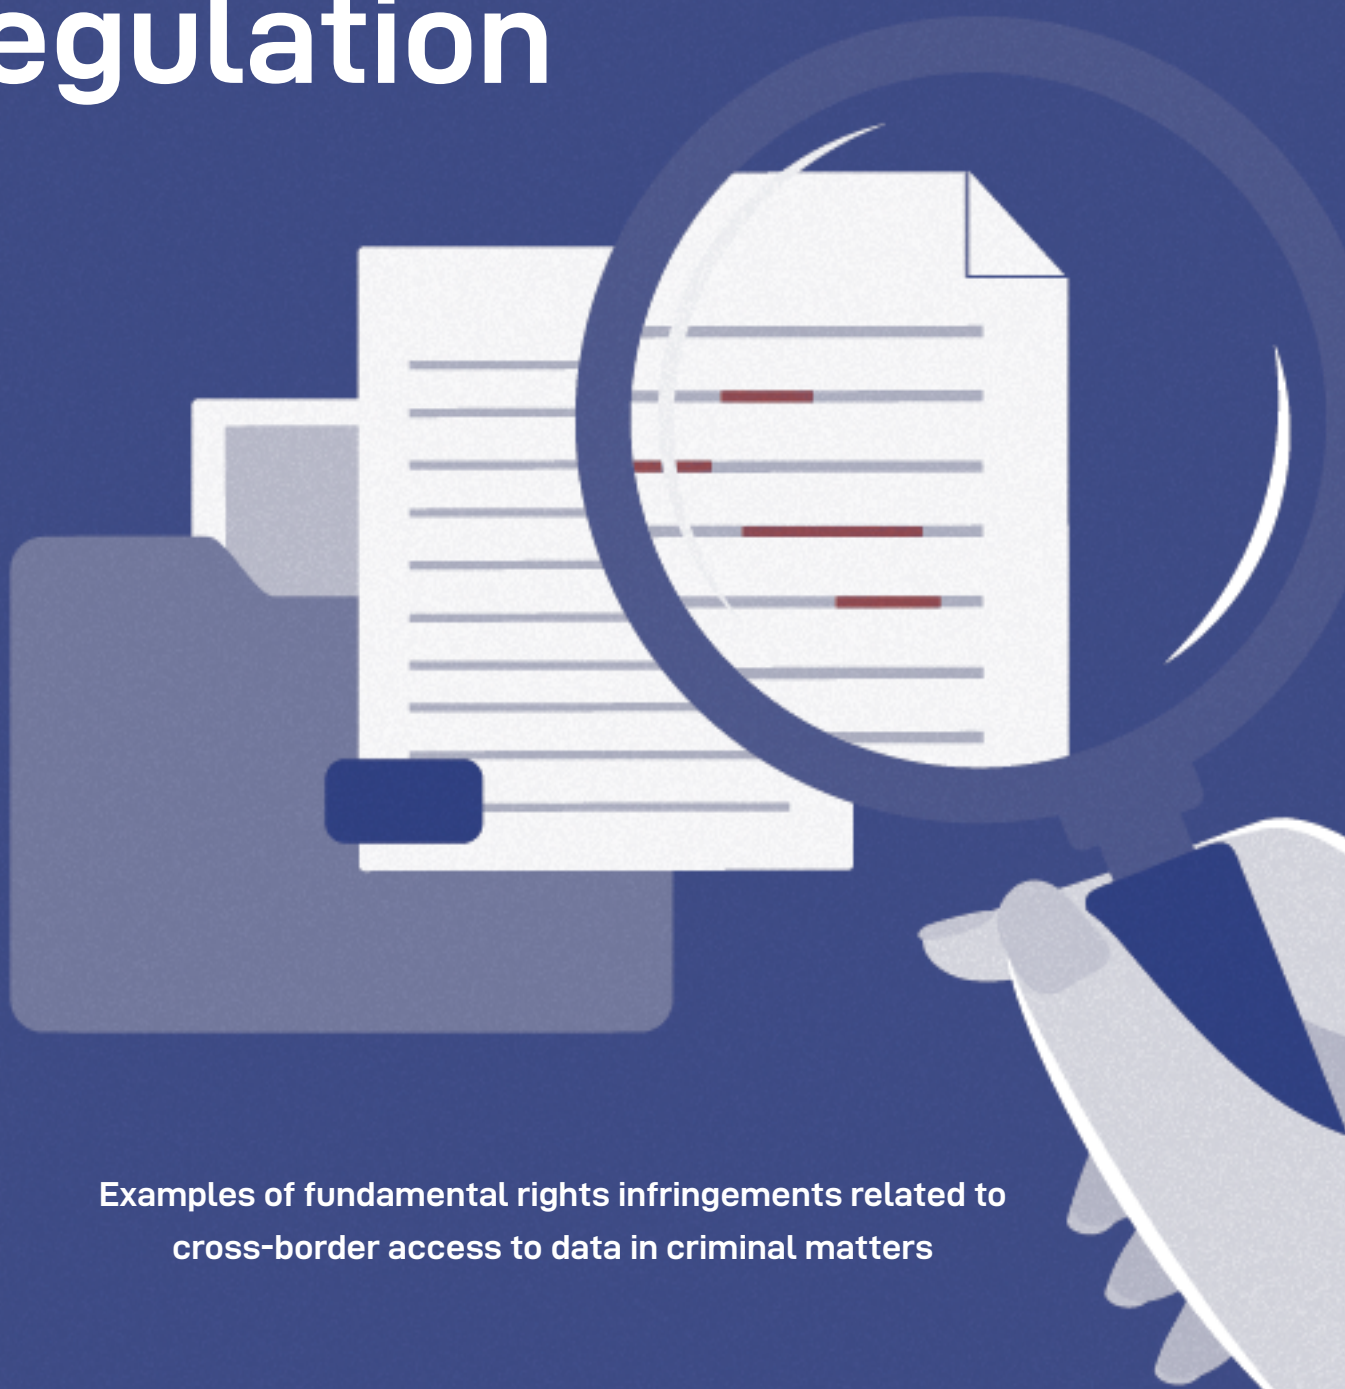 egulation
Examples of fundamental rights infringements related to
cross-border access to data in criminal matters